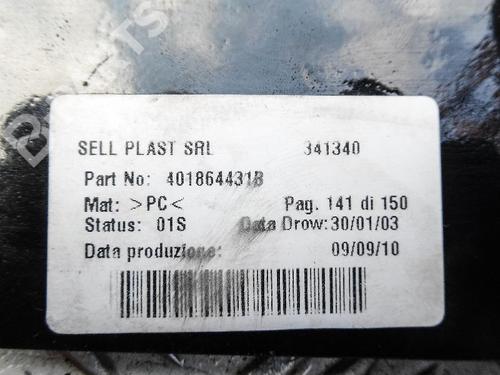 SELL PLAST SRL 341340
Part No: 401864431B
Mat: >PC< Pag. 141 di 150
Status: 01S Data Drow: 30/01/03
Data produzione: 09/09/10